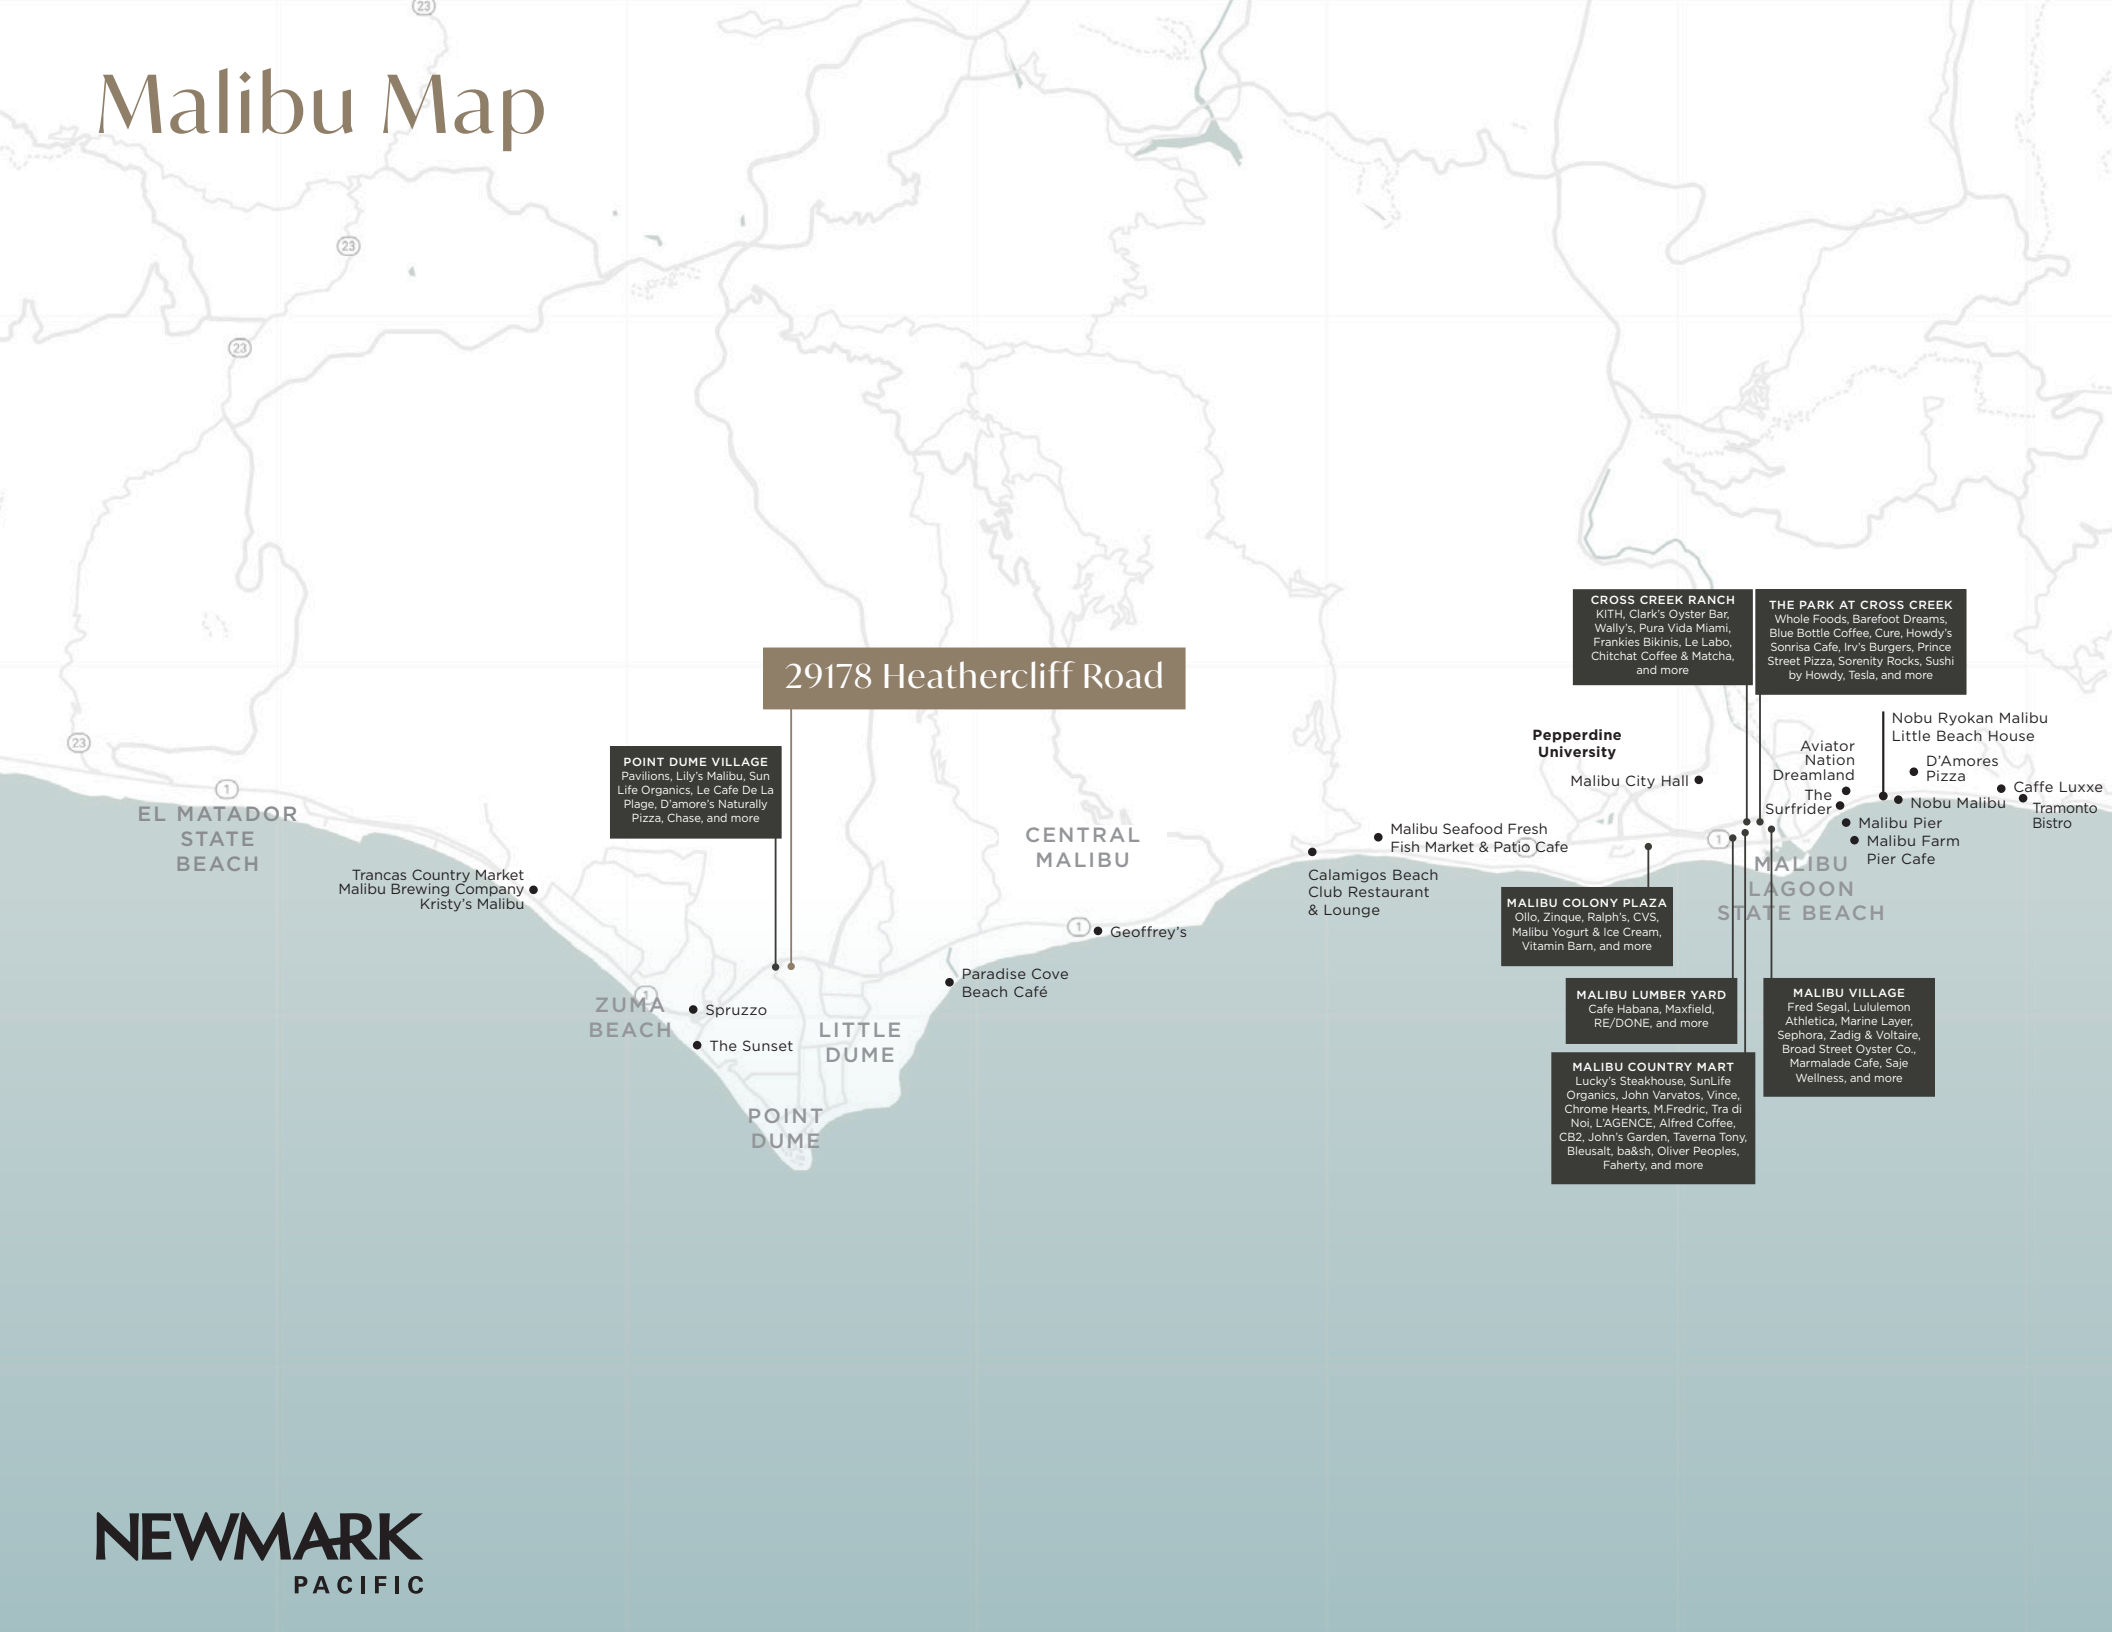 23
Malibu Map
23
23
CROSS CREEK RANCH
KITH, Clark's Oyster Bar,
Wally's, Pura Vida Miami,
Frankies Bikinis, Le Labo,
Chitchat Coffee & Matcha,
and more
THE PARK AT CROSS CREEK
Whole Foods, Barefoot Dreams,
Blue Bottle Coffee, Cure, Howdy's
Sonrisa Cafe, Irv's Burgers, Prince
Street Pizza, Sorenity Rocks, Sushi
by Howdy, Tesla, and more
29178 Heathercliff Road
23
1
EL MATADOR
STATE
BEACH
POINT DUME VILLAGE
Pavilions, Lily's Malibu, Sun
Life Organics, Le Cafe De La
Plage, D'amore's Naturally
Pizza, Chase, and more
Pepperdine
University
Malibu City Hall
Nobu Ryokan Malibu
Little Beach House
Aviator
Nation
Dreamland
The
Surfrider
D'Amores
Pizza
Caffe Luxxe
Nobu Malibu
Tramonto
Bistro
Malibu Pier
Malibu Farm
Pier Cafe
CENTRAL
MALIBU
Malibu Seafood Fresh
Fish Market & Patio Cafe
1
Calamigos Beach
Club Restaurant
& Lounge
MALIBU
LAGOON
STATE BEACH
Trancas Country Market
Malibu Brewing Company
Kristy's Malibu
1
Geoffrey's
MALIBU COLONY PLAZA
Ollo, Zinque, Ralph's, CVS,
Malibu Yogurt & Ice Cream,
Vitamin Barn, and more
Paradise Cove
Beach Café
1
ZUMA
BEACH
Spruzzo
The Sunset
LITTLE
DUME
POINT
DUME
MALIBU LUMBER YARD
Cafe Habana, Maxfield,
RE/DONE, and more
MALIBU VILLAGE
Fred Segal, Lululemon
Athletica, Marine Layer,
Sephora, Zadig & Voltaire,
Broad Street Oyster Co.,
Marmalade Cafe, Saje
Wellness, and more
MALIBU COUNTRY MART
Lucky's Steakhouse, SunLife
Organics, John Varvatos, Vince,
Chrome Hearts, M.Fredric, Tra di
Noi, L'AGENCE, Alfred Coffee,
CB2, John's Garden, Taverna Tony,
Bleusalt, ba&sh, Oliver Peoples,
Faherty, and more
NEWMARK
PACIFIC